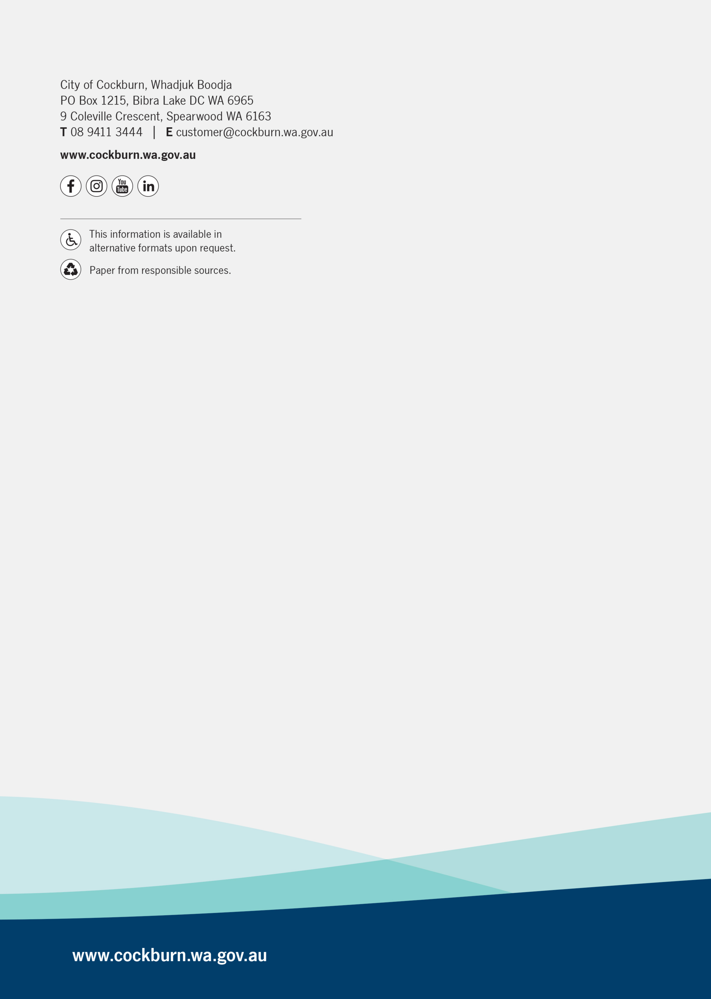 City of Cockburn, Whadjuk Boodja
PO Box 1215, Bibra Lake DC WA 6965
9 Coleville Crescent, Spearwood WA 6163
T 08 9411 3444 | E customer@cockburn.wa.gov.au
www.cockburn.wa.gov.au
f You Tube in
This information is available in
alternative formats upon request.
Paper from responsible sources.
www.cockburn.wa.gov.au